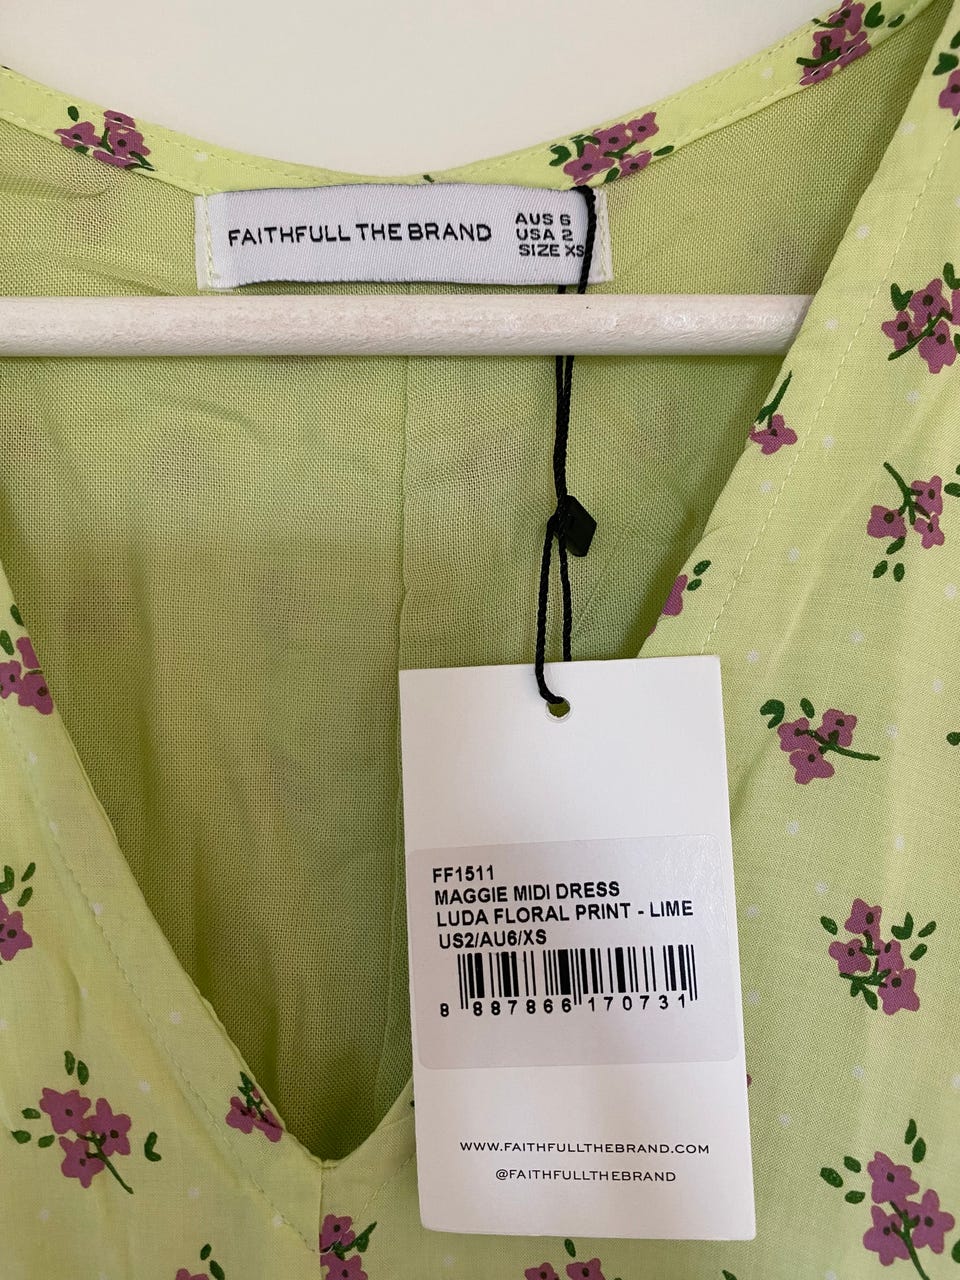 FAITHFULL THE BRAND
AUS 6
USA 2
SIZE XS
FF1511
MAGGIE MIDI DRESS
LUDA FLORAL PRINT - LIME
US2/AU6/XS
8 887866 170731
WWW.FAITHFULLTHEBRAND.COM
@FAITHFULLTHEBRAND